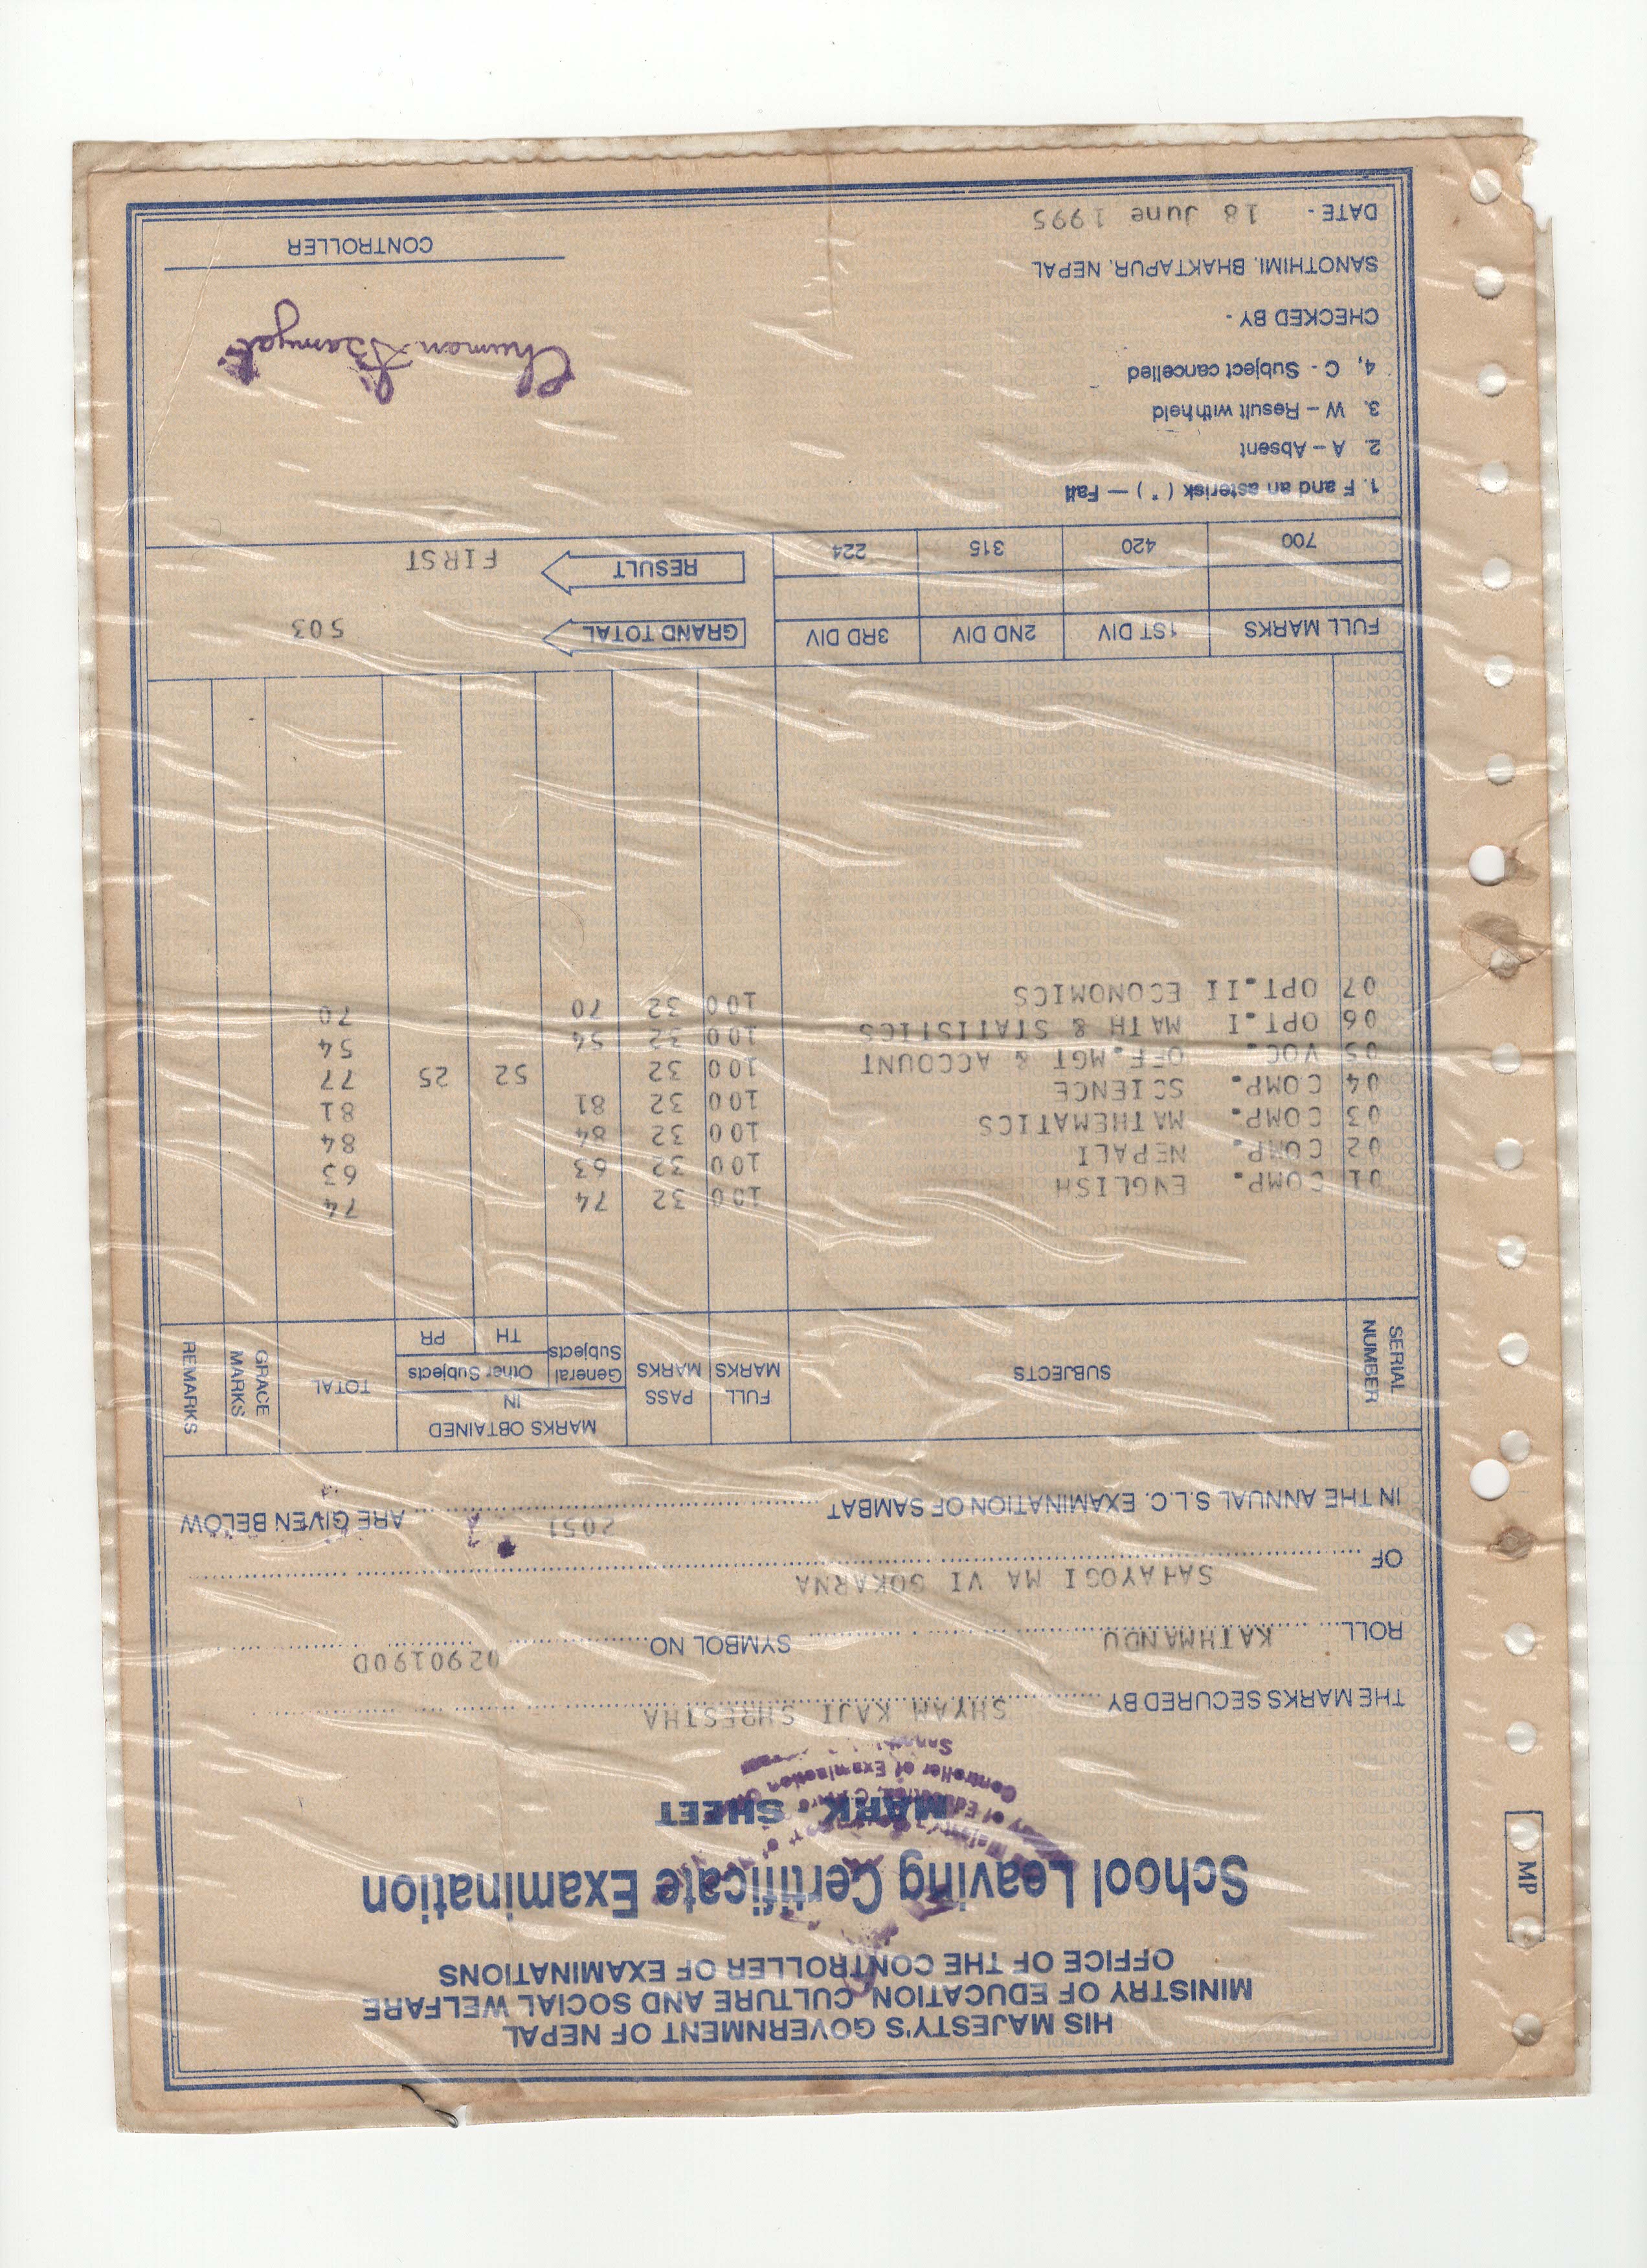 HIS MAJESTY'S GOVERNMENT OF NEPAL
MINISTRY OF EDUCATION, CULTURE AND SOCIAL WELFARE
OFFICE OF THE CONTROLLER OF EXAMINATIONS
MP
School Leaving Certificate Examination
MARK SHEET
Controller of Examination
THE MARKS SECURED BY SHYAM KAJI SHRESTHA
ROLL KATHMANDU SYMBOL NO. 0290190D
OF SAHAYOGI MA VI GOKARNA
IN THE ANNUAL S.L.C. EXAMINATION OF SAMBAT 2051 ARE GIVEN BELOW
SERIAL NUMBER SUBJECTS FULL MARKS PASS MARKS MARKS OBTAINED IN TOTAL GRACE MARKS REMARKS
General Subjects Other Subjects
TH PR
01 COMP. ENGLISH 100 32 74 74
02 COMP. NEPALI 100 32 63 63
03 COMP. MATHEMATICS 100 32 84 84
04 COMP. SCIENCE 100 32 81 81
05 VOC. OFF.MGT & ACCOUNT 100 32 52 25 77
06 OPT.I MATH & STATISTICS 100 32 54 54
07 OPT.II ECONOMICS 100 32 70 70
FULL MARKS 1ST DIV 2ND DIV 3RD DIV GRAND TOTAL 503
700 420 315 224 RESULT FIRST
1. F and an asterisk ( * ) — Fail
2. A – Absent
3. W – Result withheld
4, C - Subject cancelled
CHECKED BY -
SANOTHIMI, BHAKTAPUR, NEPAL
CONTROLLER
DATE - 18 June 1995